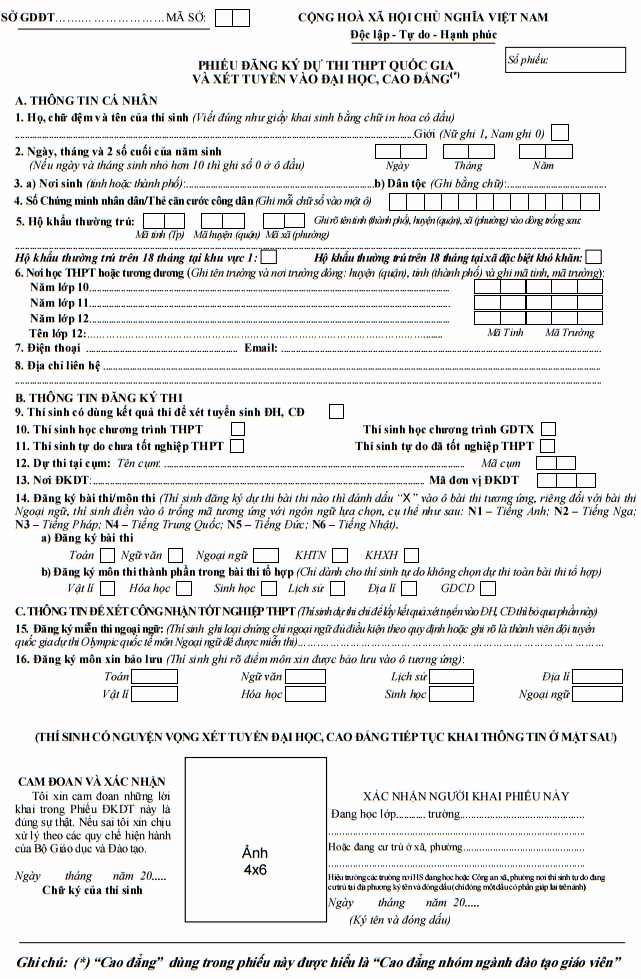 SỞ GDĐT……..………………MÃ SỞ:
CỘNG HOÀ XÃ HỘI CHỦ NGHĨA VIỆT NAM
Độc lập - Tự do - Hạnh phúc
Số phiếu:
PHIẾU ĐĂNG KÝ DỰ THI THPT QUỐC GIA
VÀ XÉT TUYỂN VÀO ĐẠI HỌC, CAO ĐẲNG(*)
A. THÔNG TIN CÁ NHÂN
1. Họ, chữ đệm và tên của thí sinh (Viết đúng như giấy khai sinh bằng chữ in hoa có dấu)
........................Giới (Nữ ghi 1, Nam ghi 0)
2. Ngày, tháng và 2 số cuối của năm sinh
(Nếu ngày và tháng sinh nhỏ hơn 10 thì ghi số 0 ở ô đầu)
Ngày Tháng Năm
3. a) Nơi sinh (tỉnh hoặc thành phố):........................b) Dân tộc (Ghi bằng chữ):........................
4. Số Chứng minh nhân dân/Thẻ căn cước công dân (Ghi mỗi chữ số vào một ô)
5. Hộ khẩu thường trú:
Ghi rõ tên tỉnh (thành phố), huyện (quận), xã (phường) vào dòng trống sau:
Mã tỉnh (Tp) Mã huyện (quận) Mã xã (phường)
Hộ khẩu thường trú trên 18 tháng tại khu vực 1: Hộ khẩu thường trú trên 18 tháng tại xã đặc biệt khó khăn:
6. Nơi học THPT hoặc tương đương (Ghi tên trường và nơi trường đóng: huyện (quận), tỉnh (thành phố) và ghi mã tỉnh, mã trường):
Năm lớp 10........................
Năm lớp 11........................
Năm lớp 12........................
Tên lớp 12:........................ Mã Tỉnh Mã Trường
7. Điện thoại ........................ Email: ........................
8. Địa chỉ liên hệ ........................
B. THÔNG TIN ĐĂNG KÝ THI
9. Thí sinh có dùng kết quả thi để xét tuyển sinh ĐH, CĐ
10. Thí sinh học chương trình THPT Thí sinh học chương trình GDTX
11. Thí sinh tự do chưa tốt nghiệp THPT Thí sinh tự do đã tốt nghiệp THPT
12. Dự thi tại cụm: Tên cụm: ........................ Mã cụm
13. Nơi ĐKDT:........................ Mã đơn vị ĐKDT
14. Đăng ký bài thi/môn thi (Thí sinh đăng ký dự thi bài thi nào thì đánh dấu “X” vào ô bài thi tương ứng, riêng đối với bài thi
Ngoại ngữ, thí sinh điền vào ô trống mã tương ứng với ngôn ngữ lựa chọn, cụ thể như sau: N1 – Tiếng Anh; N2 – Tiếng Nga;
N3 – Tiếng Pháp; N4 – Tiếng Trung Quốc; N5 – Tiếng Đức; N6 – Tiếng Nhật).
a) Đăng ký bài thi
Toán Ngữ văn Ngoại ngữ KHTN KHXH
b) Đăng ký môn thi thành phần trong bài thi tổ hợp (Chỉ dành cho thí sinh tự do không chọn dự thi toàn bài thi tổ hợp)
Vật lí Hóa học Sinh học Lịch sử Địa lí GDCD
C. THÔNG TIN ĐỂ XÉT CÔNG NHẬN TỐT NGHIỆP THPT (Thí sinh dự thi chỉ để lấy kết quả xét tuyển vào ĐH, CĐ thì bỏ qua phần này)
15. Đăng ký miễn thi ngoại ngữ: (Thí sinh ghi loại chứng chỉ ngoại ngữ đủ điều kiện theo quy định hoặc ghi rõ là thành viên đội tuyển
quốc gia dự thi Olympic quốc tế môn Ngoại ngữ để được miễn thi)........................
16. Đăng ký môn xin bảo lưu (Thí sinh ghi rõ điểm môn xin được bảo lưu vào ô tương ứng):
Toán Ngữ văn Lịch sử Địa lí
Vật lí Hóa học Sinh học Ngoại ngữ
(THÍ SINH CÓ NGUYỆN VỌNG XÉT TUYỂN ĐẠI HỌC, CAO ĐẲNG TIẾP TỤC KHAI THÔNG TIN Ở MẶT SAU)
CAM ĐOAN VÀ XÁC NHẬN
Tôi xin cam đoan những lời
khai trong Phiếu ĐKDT này là
đúng sự thật. Nếu sai tôi xin chịu
xử lý theo các quy chế hiện hành
của Bộ Giáo dục và Đào tạo.
Ngày tháng năm 20.....
Chữ ký của thí sinh
Ảnh
4x6
XÁC NHẬN NGƯỜI KHAI PHIẾU NÀY
Đang học lớp............ trường........................
Hoặc đang cư trú ở xã, phường........................
Hiệu trưởng các trường nơi HS đang học hoặc Công an xã, phường nơi thí sinh tự do đang
cư trú tại địa phương ký tên và đóng dấu (chỉ đóng một dấu có phần giáp lai trên ảnh)
Ngày tháng năm 20.....
(Ký tên và đóng dấu)
Ghi chú: (*) “Cao đẳng” dùng trong phiếu này được hiểu là “Cao đẳng nhóm ngành đào tạo giáo viên”